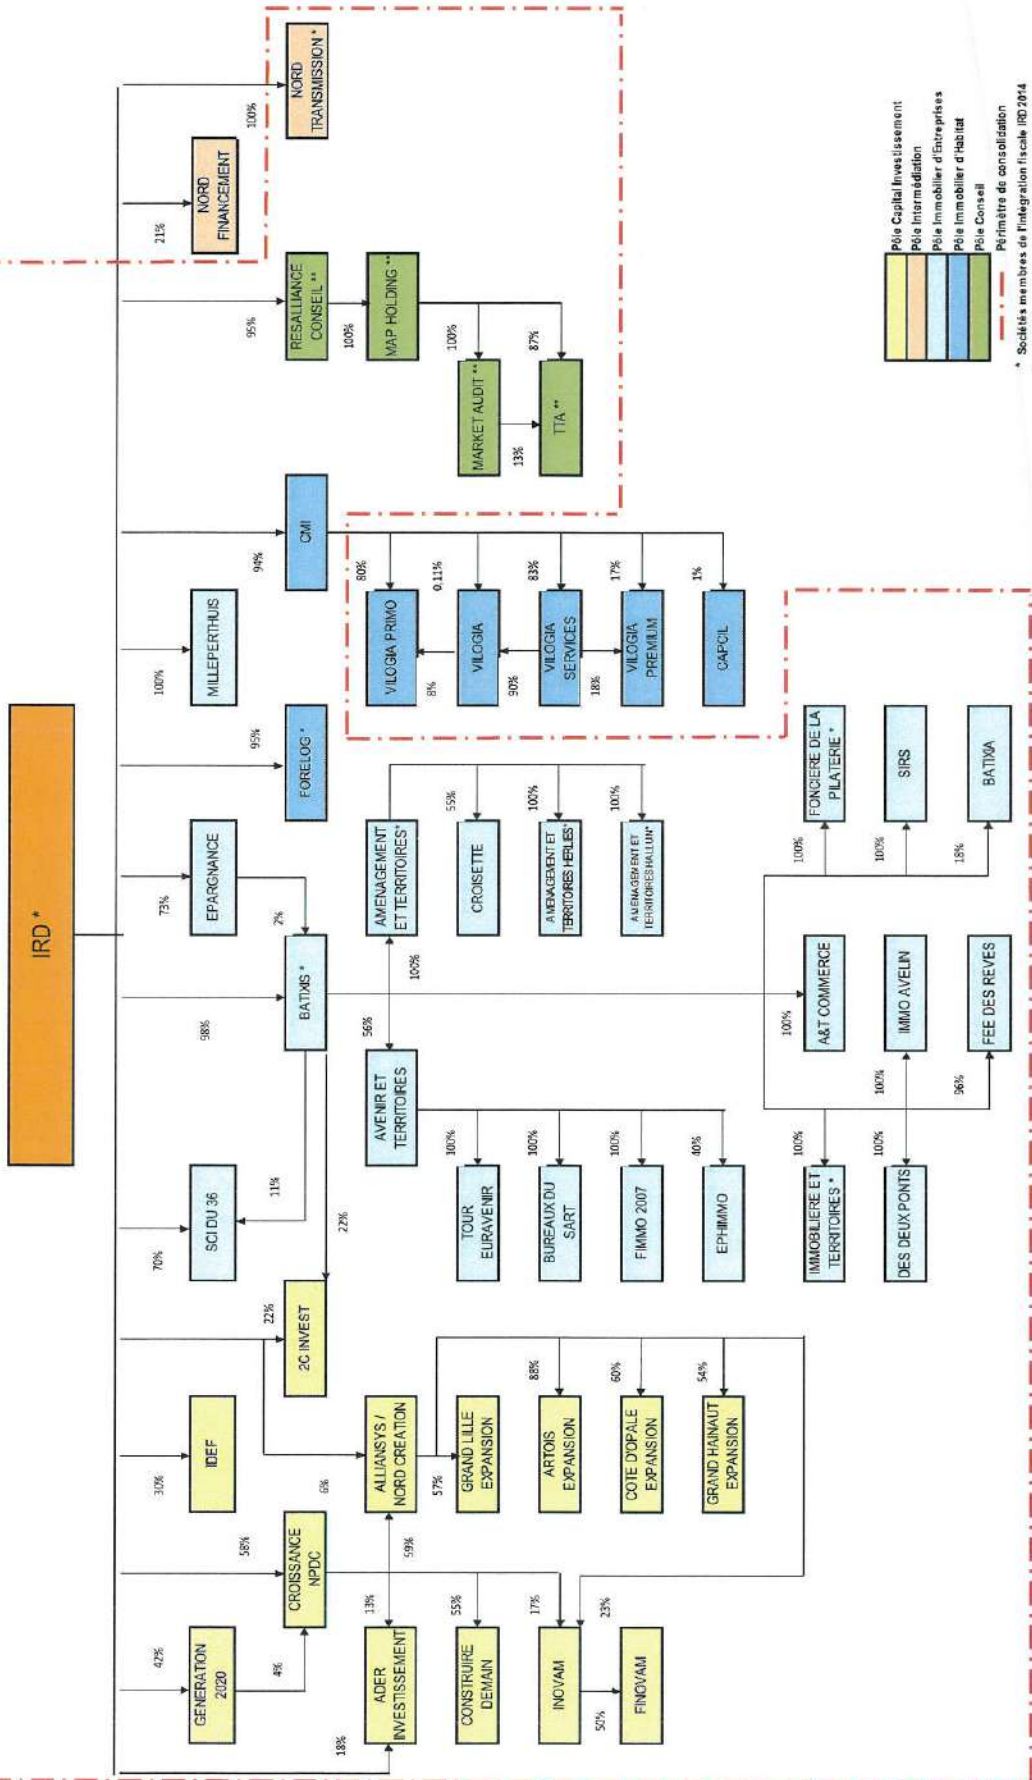 IRD *
42%
58%
30%
22%
70%
98%
73%
95%
100%
94%
95%
21%
100%
GENERATION
2020
IDEF
SCI DU 36
EPARGNANCE
MILLEPERTHUIS
NORD
FINANCEMENT
4%
6%
11%
22%
2%
CROISSANCE
NPDC
2C INVEST
BATIXIS *
FORELOG *
CMI
RESALLIANCE
CONSEIL **
NORD
TRANSMISSION *
18%
13%
59%
56%
100%
80%
100%
ADER
INVESTISSEMENT
ALLIANSYS /
NORD CREATION
AVENIR ET
TERRITOIRES
AMENAGEMENT
ET TERRITOIRES*
VILOGIA PRIMO
MAP HOLDING **
55%
57%
100%
55%
8%
0,11%
100%
CONSTRUIRE
DEMAIN
GRAND LILLE
EXPANSION
TOUR
EURAVENIR
CROISETTE
VILOGIA
MARKET AUDIT **
17%
88%
100%
100%
90%
83%
13%
87%
INOVAM
ARTOIS
EXPANSION
BUREAUX DU
SART
AMENAGEMENT ET
TERRITOIRES HERLIES*
VILOGIA
SERVICES
TTA **
50%
23%
60%
100%
100%
18%
17%
FINOVAM
COTE D'OPALE
EXPANSION
FIMMO 2007
AMENAGEMENT ET
TERRITOIRES HALLUIN*
VILOGIA
PREMIUM
54%
40%
1%
GRAND HAINAUT
EXPANSION
EPHIMMO
CAPCIL
100%
100%
100%
IMMOBILIERE ET
TERRITOIRES *
A&T COMMERCE
FONCIERE DE LA
PILATERIE *
100%
100%
100%
DES DEUX PONTS
IMMO AVELIN
SIRS
96%
18%
FEE DES REVES
BATIXIA
Pôle Capital Investissement
Pôle Intermédiation
Pôle Immobilier d'Entreprises
Pôle Immobilier d'Habitat
Pôle Conseil
Périmètre de consolidation
* Sociétés membres de l'intégration fiscale IRD 2014